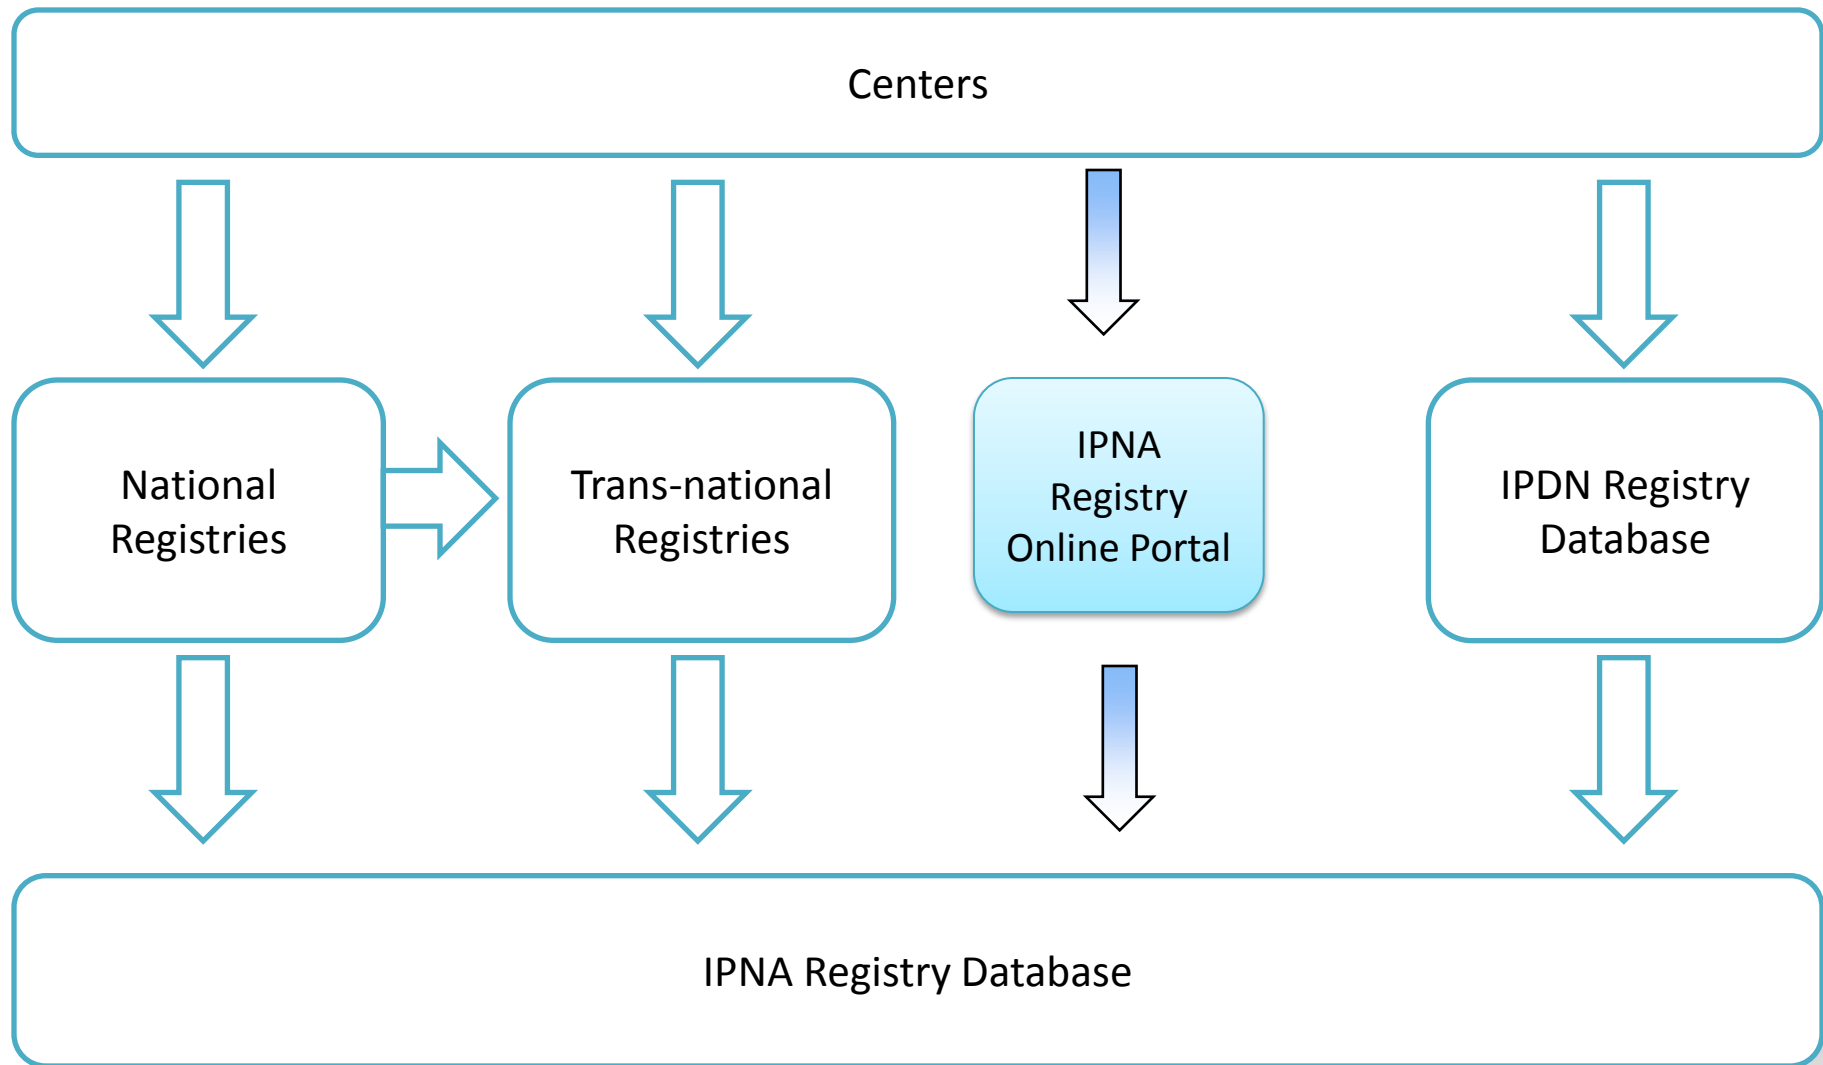 Centers
National
Registries
Trans-national
Registries
IPNA
Registry
Online Portal
IPDN Registry
Database
IPNA Registry Database